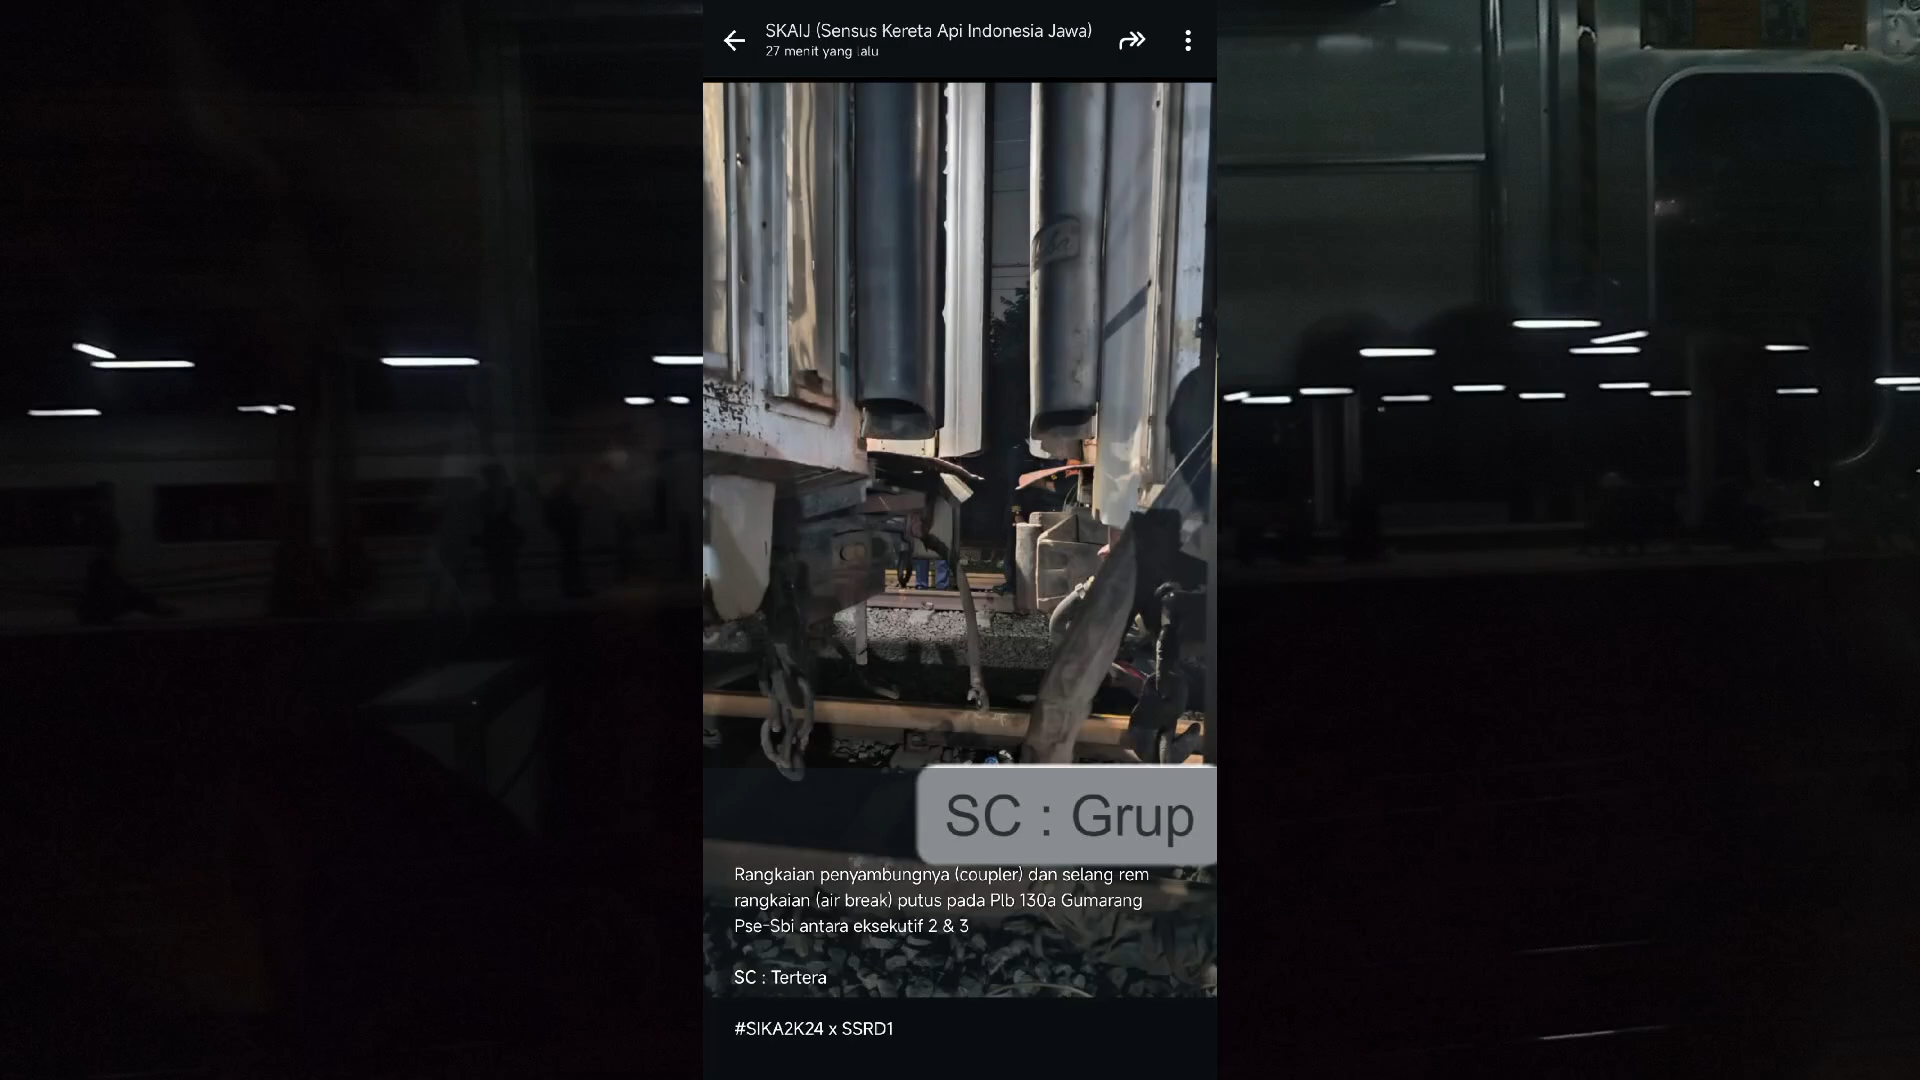 SKAIJ (Sensus Kereta Api Indonesia Jawa)
27 menit yang lalu
SC : Grup
Rangkaian penyambungnya (coupler) dan selang rem
rangkaian (air break) putus pada Plb 130a Gumarang
Pse-Sbi antara eksekutif 2 & 3
SC : Tertera
#SIKA2K24 x SSRD1